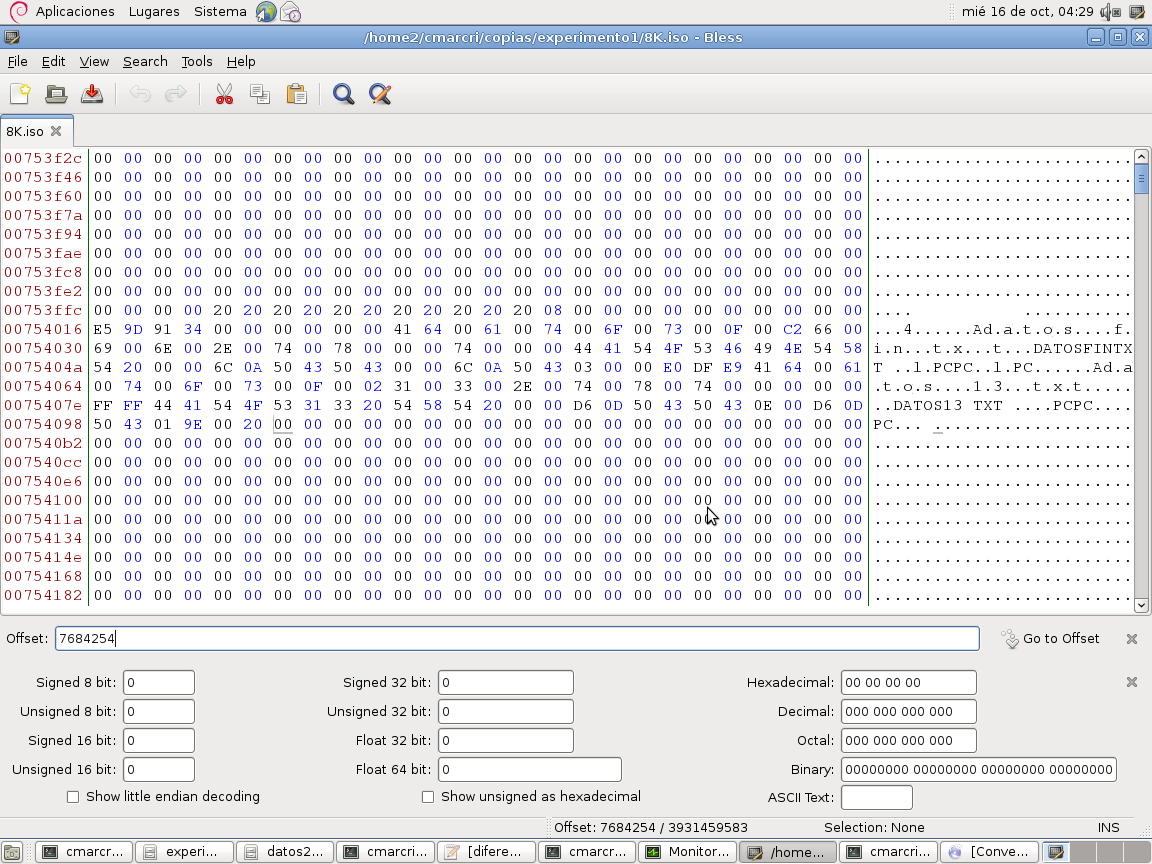 Aplicaciones Lugares Sistema mié 16 de oct, 04:29
/home2/cmarcri/copias/experimento1/8K.iso - Bless
File Edit View Search Tools Help
8K.iso
00753f2c 00 00 00 00 00 00 00 00 00 00 00 00 00 00 00 00 00 00 00 00 00 00 00 00 00 00 ..........................
00753f46 00 00 00 00 00 00 00 00 00 00 00 00 00 00 00 00 00 00 00 00 00 00 00 00 00 00 ..........................
00753f60 00 00 00 00 00 00 00 00 00 00 00 00 00 00 00 00 00 00 00 00 00 00 00 00 00 00 ..........................
00753f7a 00 00 00 00 00 00 00 00 00 00 00 00 00 00 00 00 00 00 00 00 00 00 00 00 00 00 ..........................
00753f94 00 00 00 00 00 00 00 00 00 00 00 00 00 00 00 00 00 00 00 00 00 00 00 00 00 00 ..........................
00753fae 00 00 00 00 00 00 00 00 00 00 00 00 00 00 00 00 00 00 00 00 00 00 00 00 00 00 ..........................
00753fc8 00 00 00 00 00 00 00 00 00 00 00 00 00 00 00 00 00 00 00 00 00 00 00 00 00 00 ..........................
00753fe2 00 00 00 00 00 00 00 00 00 00 00 00 00 00 00 00 00 00 00 00 00 00 00 00 00 00 ..........................
00753ffc 00 00 00 00 20 20 20 20 20 20 20 20 20 20 20 08 00 00 00 00 00 00 00 00 00 00 ....           ...........
00754016 E5 9D 91 34 00 00 00 00 00 00 41 64 00 61 00 74 00 6F 00 73 00 0F 00 C2 66 00 ...4......Ad.a.t.o.s....f.
00754030 69 00 6E 00 2E 00 74 00 78 00 00 00 74 00 00 00 44 41 54 4F 53 46 49 4E 54 58 i.n...t.x...t...DATOSFINTX
0075404a 54 20 00 00 6C 0A 50 43 50 43 00 00 6C 0A 50 43 03 00 00 E0 DF E9 41 64 00 61 T ..l.PCPC..l.PC......Ad.a
00754064 00 74 00 6F 00 73 00 0F 00 02 31 00 33 00 2E 00 74 00 78 00 74 00 00 00 00 00 .t.o.s....1.3...t.x.t.....
0075407e FF FF 44 41 54 4F 53 31 33 20 54 58 54 20 00 00 D6 0D 50 43 50 43 0E 00 D6 0D ..DATOS13 TXT ....PCPC....
00754098 50 43 01 9E 00 20 00 00 00 00 00 00 00 00 00 00 00 00 00 00 00 00 00 00 00 00 PC... ....................
007540b2 00 00 00 00 00 00 00 00 00 00 00 00 00 00 00 00 00 00 00 00 00 00 00 00 00 00 ..........................
007540cc 00 00 00 00 00 00 00 00 00 00 00 00 00 00 00 00 00 00 00 00 00 00 00 00 00 00 ..........................
007540e6 00 00 00 00 00 00 00 00 00 00 00 00 00 00 00 00 00 00 00 00 00 00 00 00 00 00 ..........................
00754100 00 00 00 00 00 00 00 00 00 00 00 00 00 00 00 00 00 00 00 00 00 00 00 00 00 00 ..........................
0075411a 00 00 00 00 00 00 00 00 00 00 00 00 00 00 00 00 00 00 00 00 00 00 00 00 00 00 ..........................
00754134 00 00 00 00 00 00 00 00 00 00 00 00 00 00 00 00 00 00 00 00 00 00 00 00 00 00 ..........................
0075414e 00 00 00 00 00 00 00 00 00 00 00 00 00 00 00 00 00 00 00 00 00 00 00 00 00 00 ..........................
00754168 00 00 00 00 00 00 00 00 00 00 00 00 00 00 00 00 00 00 00 00 00 00 00 00 00 00 ..........................
00754182 00 00 00 00 00 00 00 00 00 00 00 00 00 00 00 00 00 00 00 00 00 00 00 00 00 00 ..........................
Offset: 7684254 Go to Offset
Signed 8 bit: 0 Signed 32 bit: 0 Hexadecimal: 00 00 00 00
Unsigned 8 bit: 0 Unsigned 32 bit: 0 Decimal: 000 000 000 000
Signed 16 bit: 0 Float 32 bit: 0 Octal: 000 000 000 000
Unsigned 16 bit: 0 Float 64 bit: 0 Binary: 00000000 00000000 00000000 00000000
Show little endian decoding Show unsigned as hexadecimal ASCII Text:
Offset: 7684254 / 3931459583 Selection: None INS
cmarcr... experi... datos2... cmarcri... [difere... cmarcr... Monitor... /home... cmarcri... [Conve...